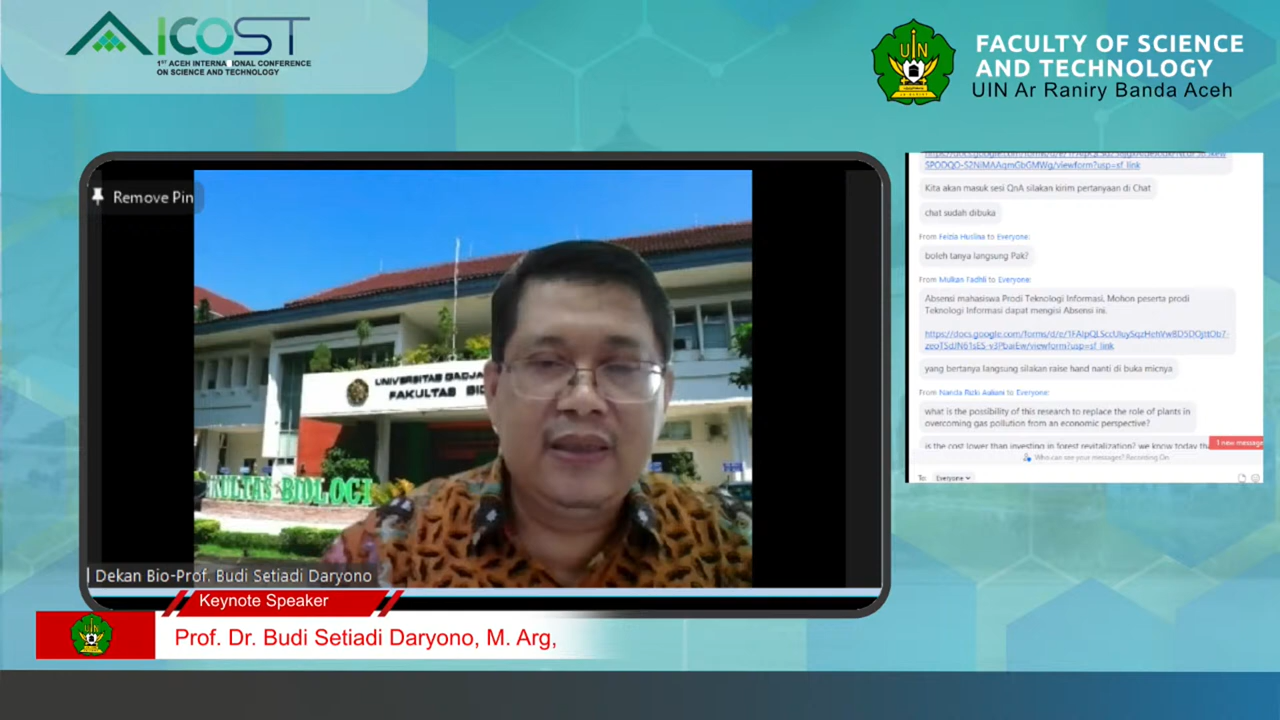 AICOST
1ST ACEH INTERNATIONAL CONFERENCE
ON SCIENCE AND TECHNOLOGY
UIN
FACULTY OF SCIENCE
AND TECHNOLOGY
UIN Ar Raniry Banda Aceh
Remove Pin
UNIVERSITAS GADJA
FAKULTAS BIO
KULTAS BIOLOGI
Dekan Bio-Prof. Budi Setiadi Daryono
Keynote Speaker
Prof. Dr. Budi Setiadi Daryono, M. Arg,
Kita akan masuk sesi QnA silakan kirim pertanyaan di Chat
chat sudah dibuka
From Feizia Huslina to Everyone:
boleh tanya langsung Pak?
From Mulkan Fadhli to Everyone:
Absensi mahasiswa Prodi Teknologi Informasi, Mohon peserta prodi
Teknologi Informasi dapat mengisi Absensi ini.
yang bertanya langsung silakan raise hand nanti di buka micnya
From Nanda Rizki Auliani to Everyone:
what is the possibility of this research to replace the role of plants in
overcoming gas pollution from an economic perspective?
is the cost lower than investing in forest revitalization? we know today
1 new message
Who can see your messages? Recording On
To: Everyone